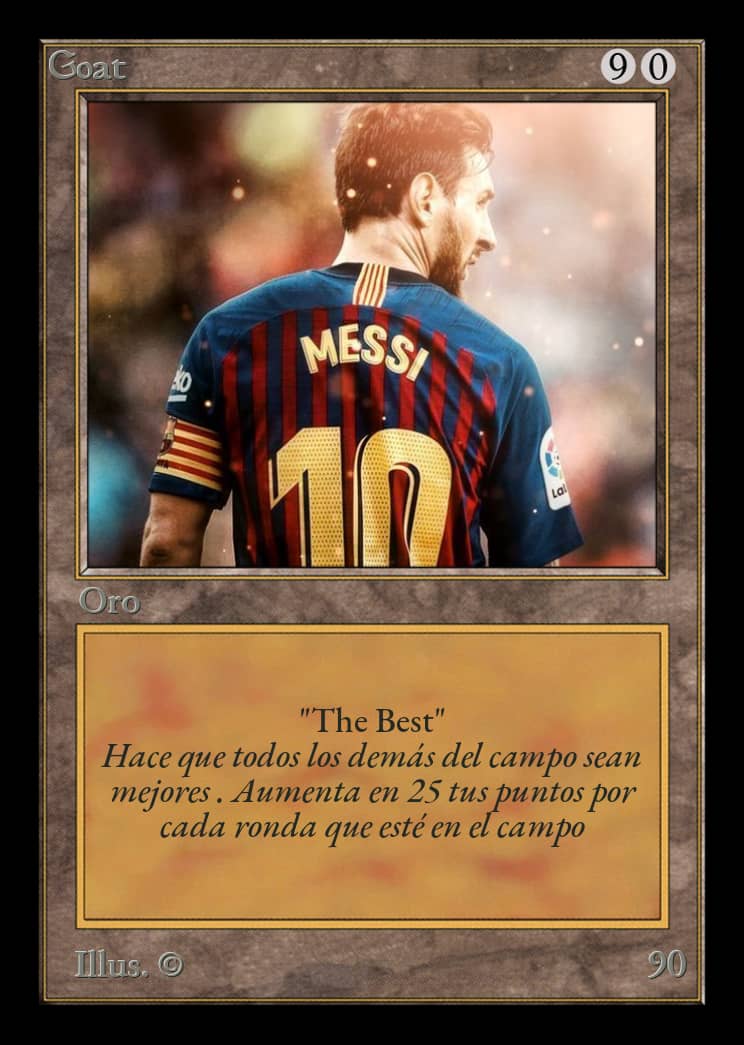 Goat
9 0
MESSI
10
Oro
"The Best"
Hace que todos los demás del campo sean
mejores . Aumenta en 25 tus puntos por
cada ronda que esté en el campo
Illus. ©
06